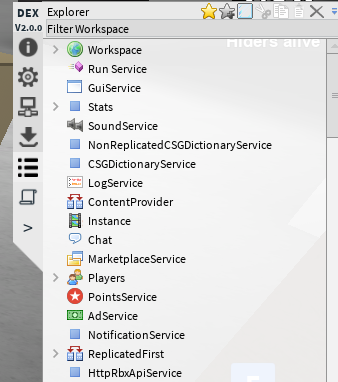 DEX
V2.0.0
Explorer
Filter Workspace
Hiders alive
Workspace
Run Service
GuiService
Stats
SoundService
NonReplicatedCSGDictionaryService
CSGDictionaryService
LogService
ContentProvider
Instance
Chat
MarketplaceService
Players
PointsService
AdService
NotificationService
ReplicatedFirst
HttpRbxApiService